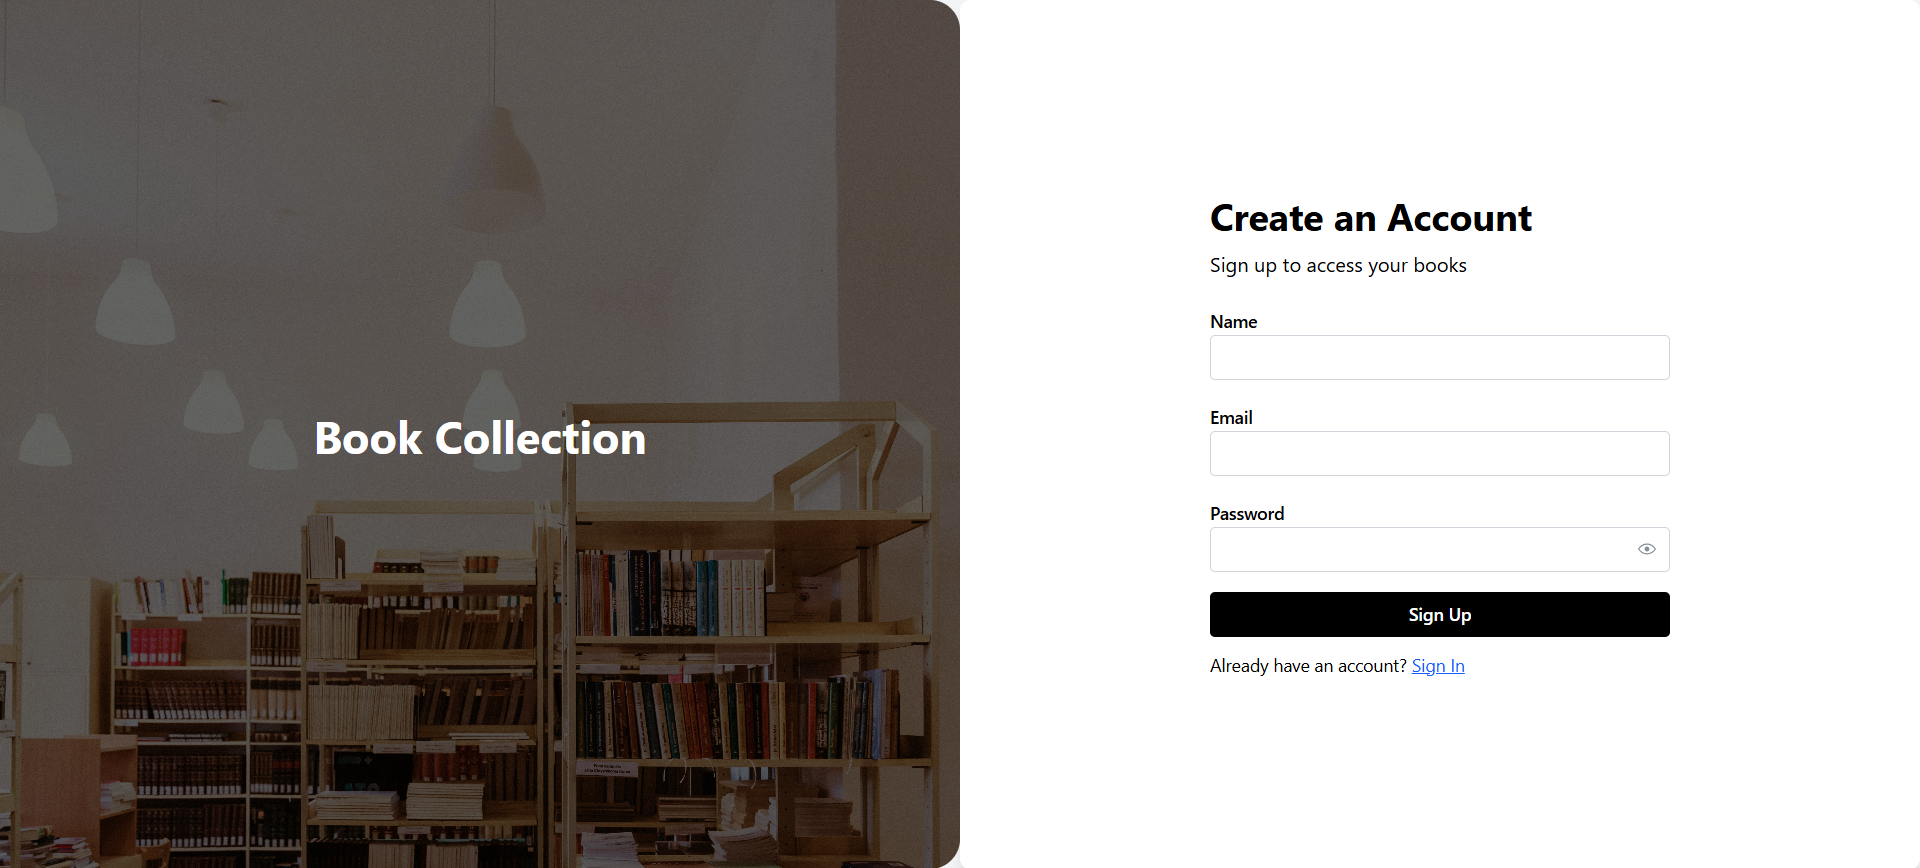 Book Collection
Create an Account
Sign up to access your books
Name
Email
Password
Sign Up
Already have an account? Sign In